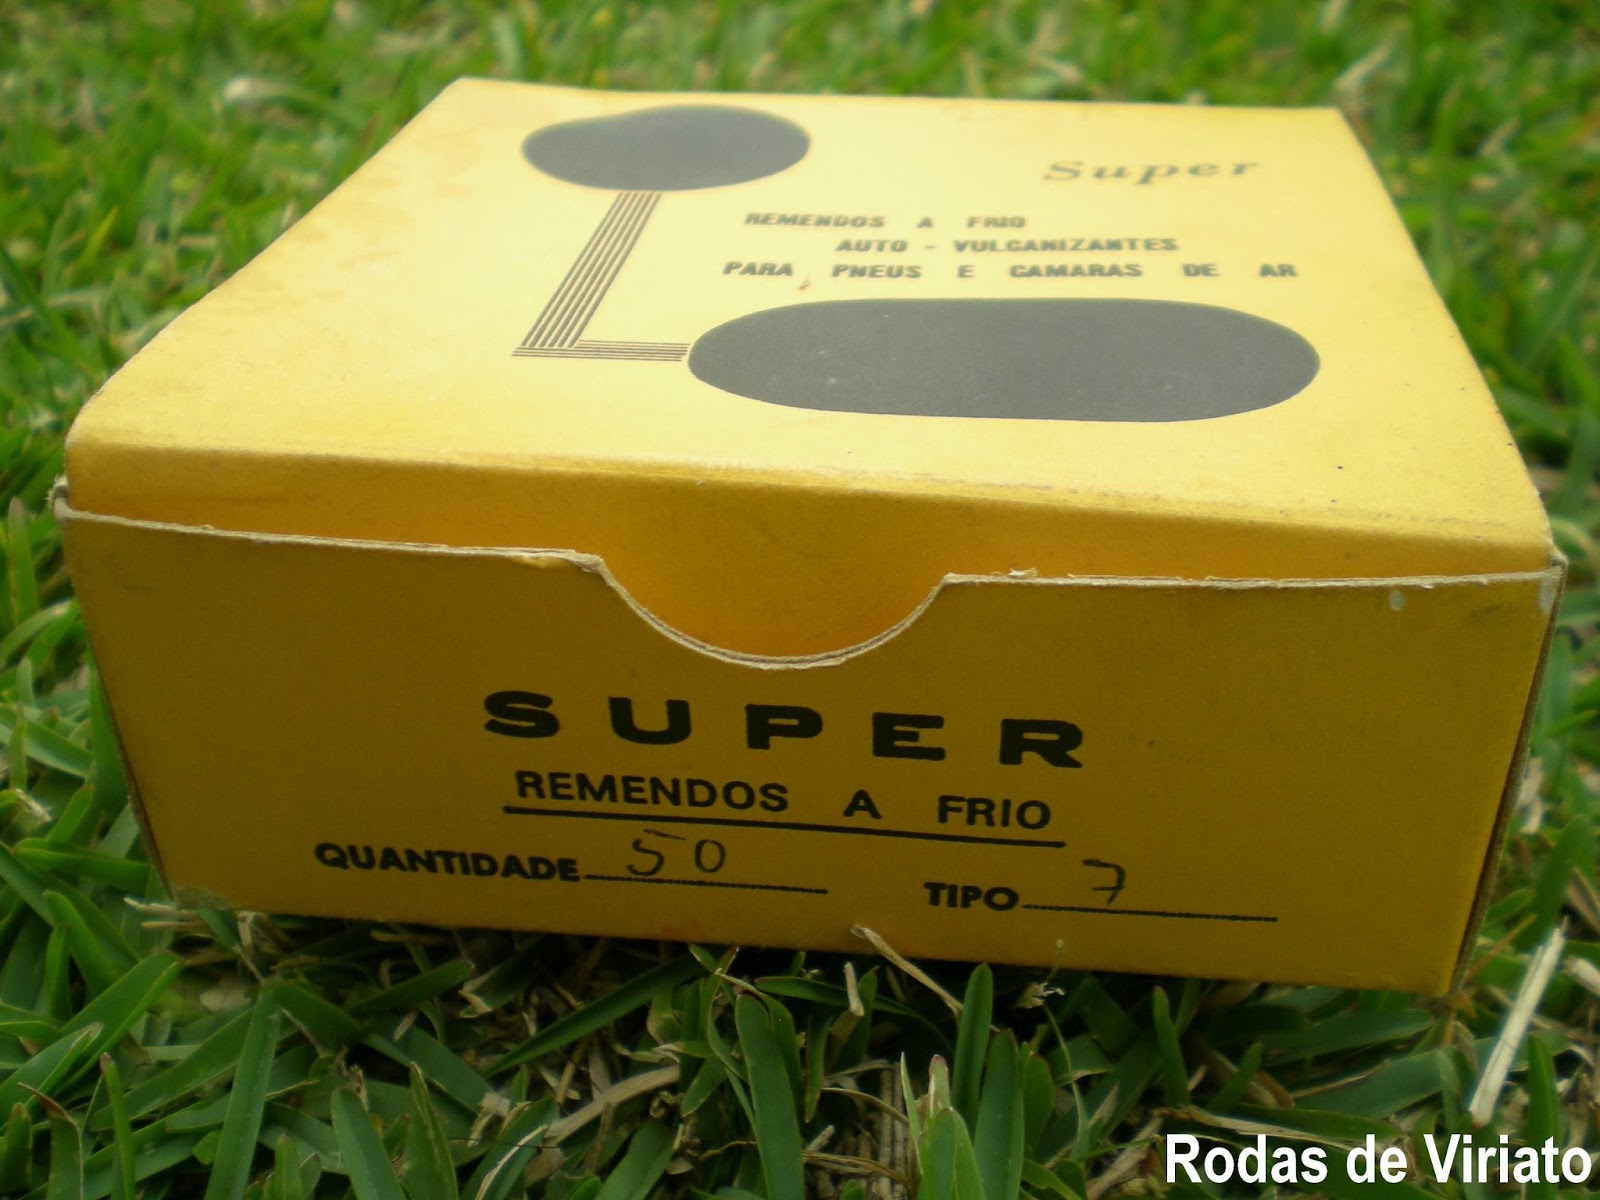 Super
REMENDOS A FRIO
AUTO - VULCANIZANTES
PARA PNEUS E CAMARAS DE AR
SUPER
REMENDOS A FRIO
QUANTIDADE 50 TIPO 7
Rodas de Viriato